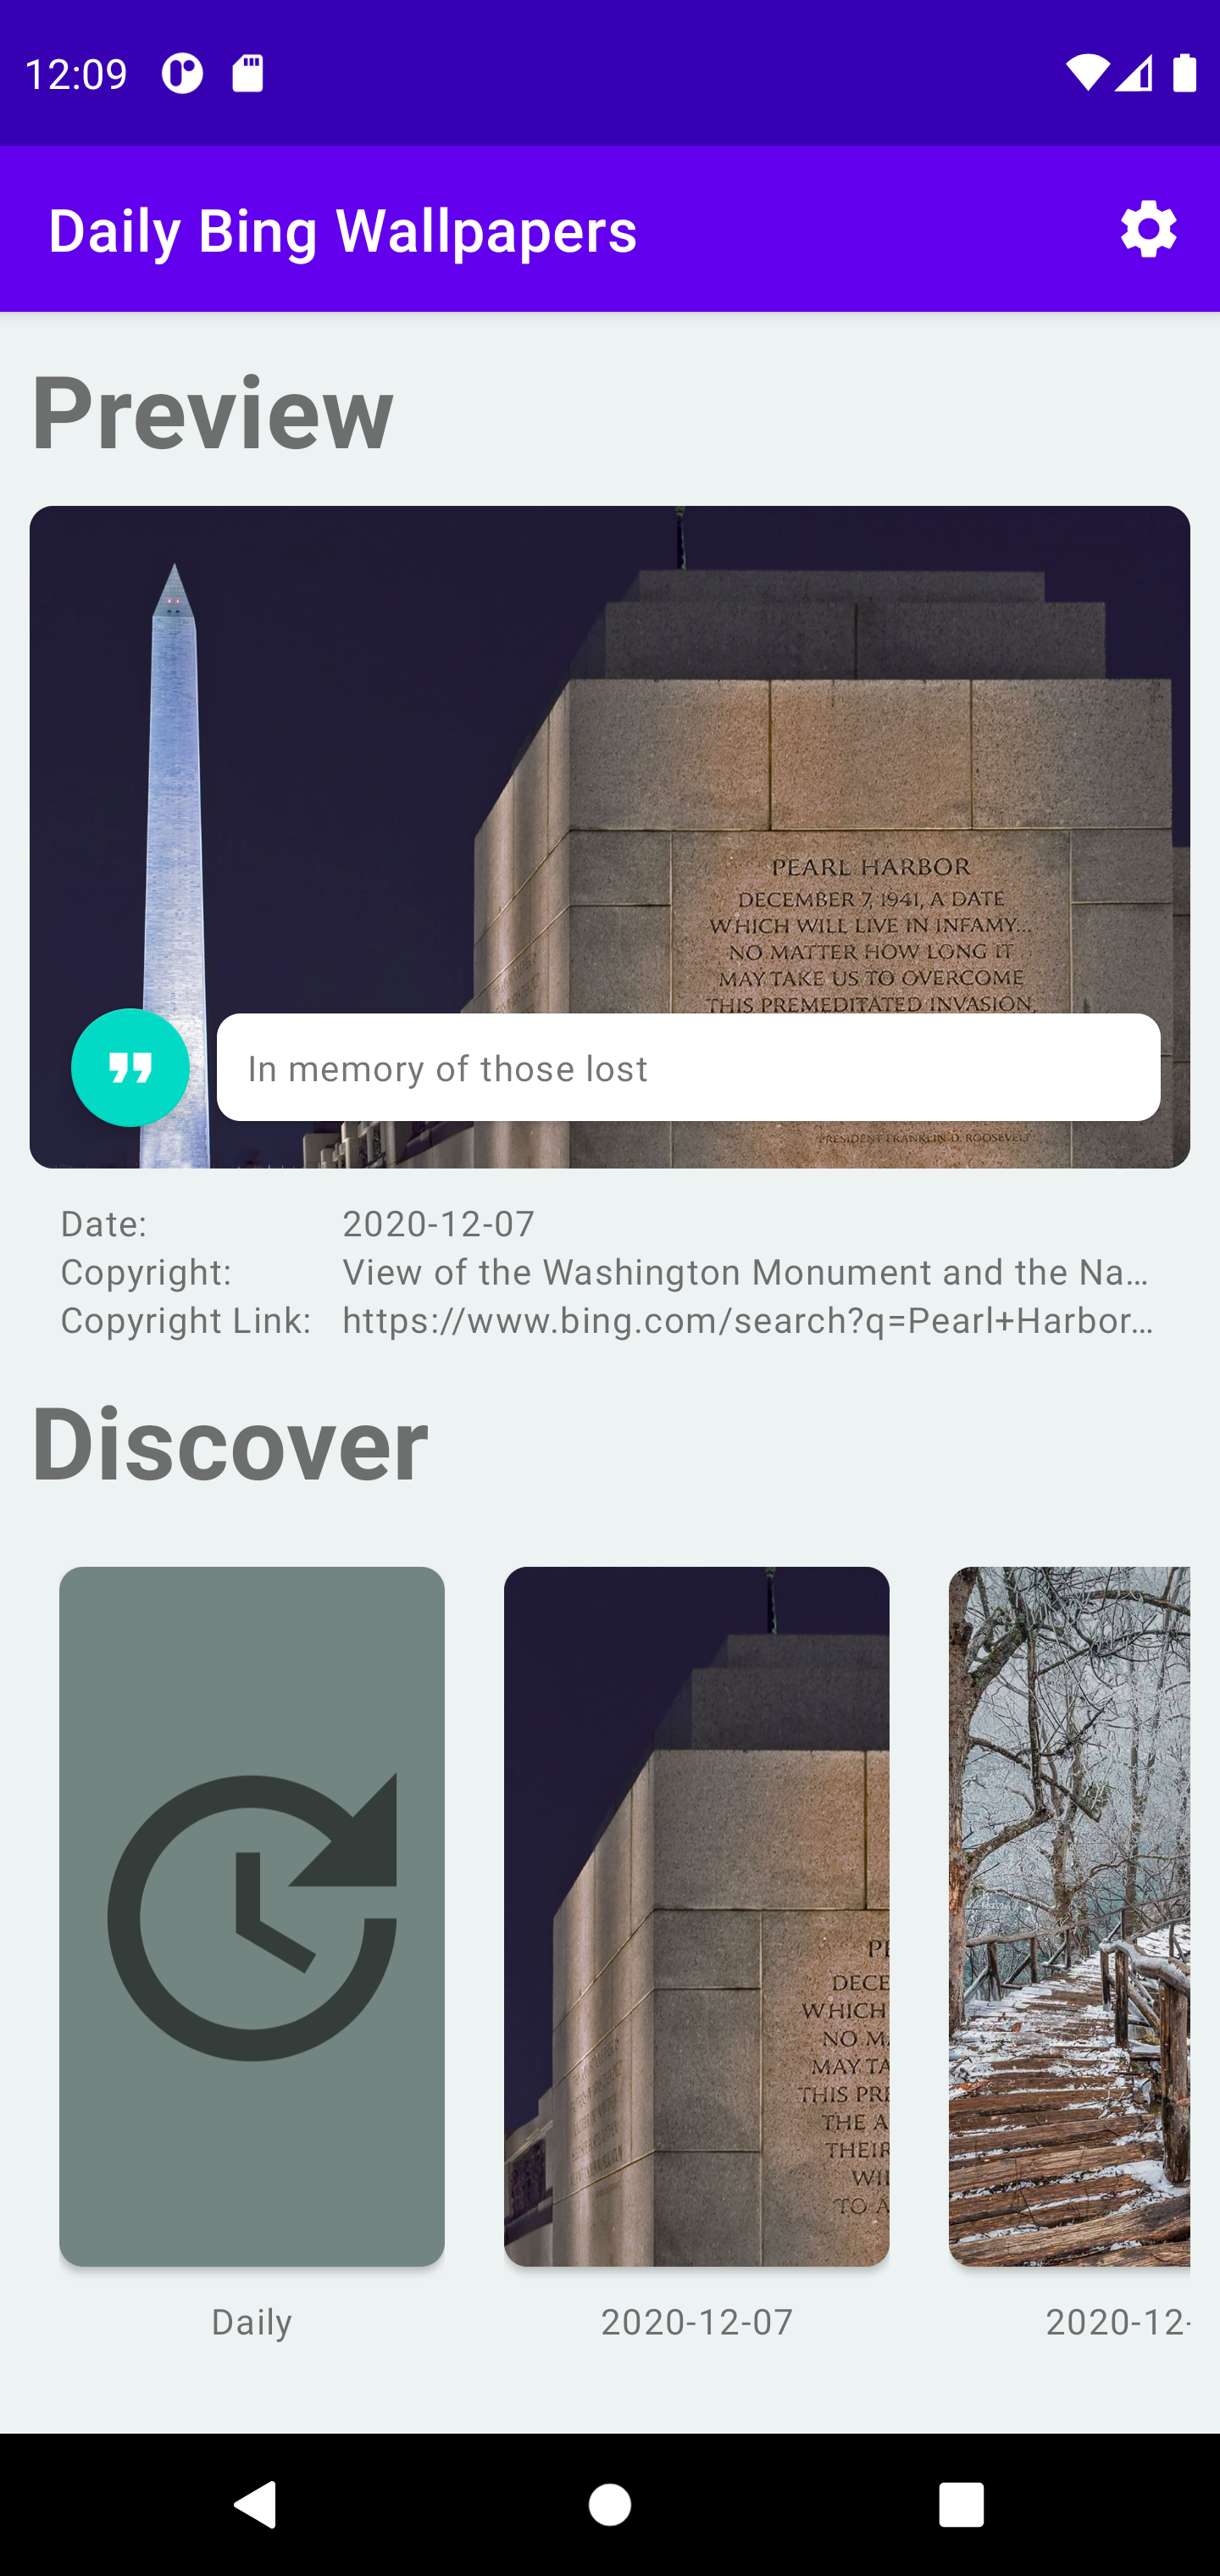 12:09
Daily Bing Wallpapers
Preview
PEARL HARBOR
DECEMBER 7, 1941, A DATE
WHICH WILL LIVE IN INFAMY...
NO MATTER HOW LONG IT
MAY TAKE US TO OVERCOME
THIS PREMEDITATED INVASION,
In memory of those lost
PRESIDENT FRANKLIN D. ROOSEVELT
Date: 2020-12-07
Copyright: View of the Washington Monument and the Na...
Copyright Link: https://www.bing.com/search?q=Pearl+Harbor...
Discover
PE
DECE
WHICH
NO MA
MAY TA
THIS PRE
THE A
THEIR
WIL
TO A
Daily
2020-12-07
2020-12-